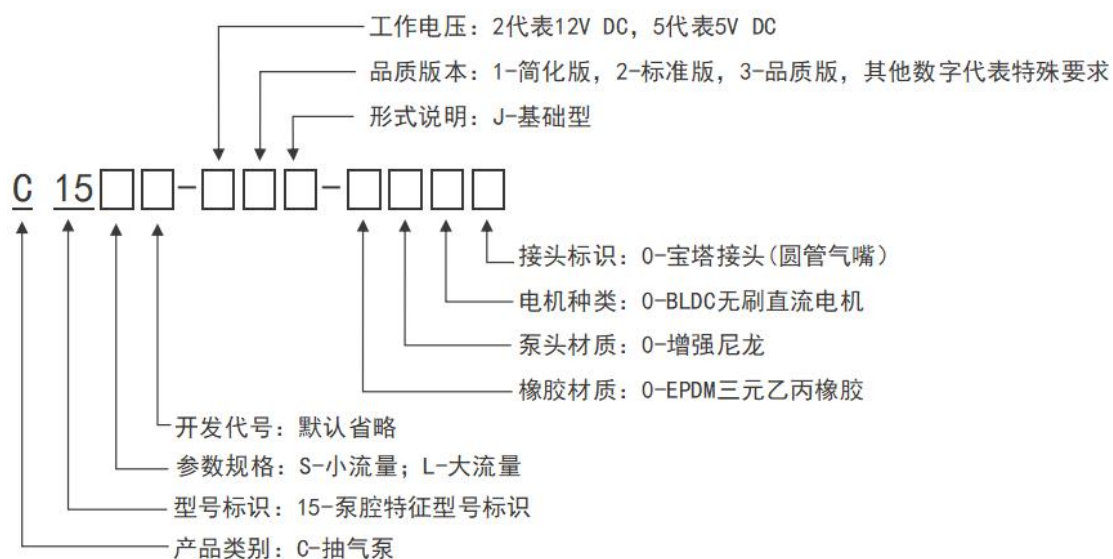 工作电压：2代表12V DC，5代表5V DC
品质版本：1-简化版，2-标准版，3-品质版，其他数字代表特殊要求
形式说明：J-基础型
C 15□□-□□□-□□□□
接头标识：0-宝塔接头(圆管气嘴）
电机种类：0-BLDC无刷直流电机
泵头材质：0-增强尼龙
橡胶材质：0-EPDM三元乙丙橡胶
开发代号：默认省略
参数规格：S-小流量；L-大流量
型号标识：15-泵腔特征型号标识
产品类别：C-抽气泵